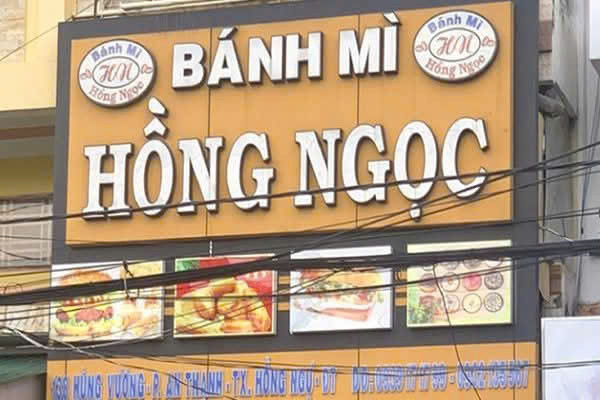 Bánh Mì
HN
Hồng Ngọc
BÁNH MÌ
Bánh Mì
HN
Hồng Ngọc
HỒNG NGỌC
HÙNG VƯƠNG - P. AN THẠNH - TX. HỒNG NGỰ - ĐT